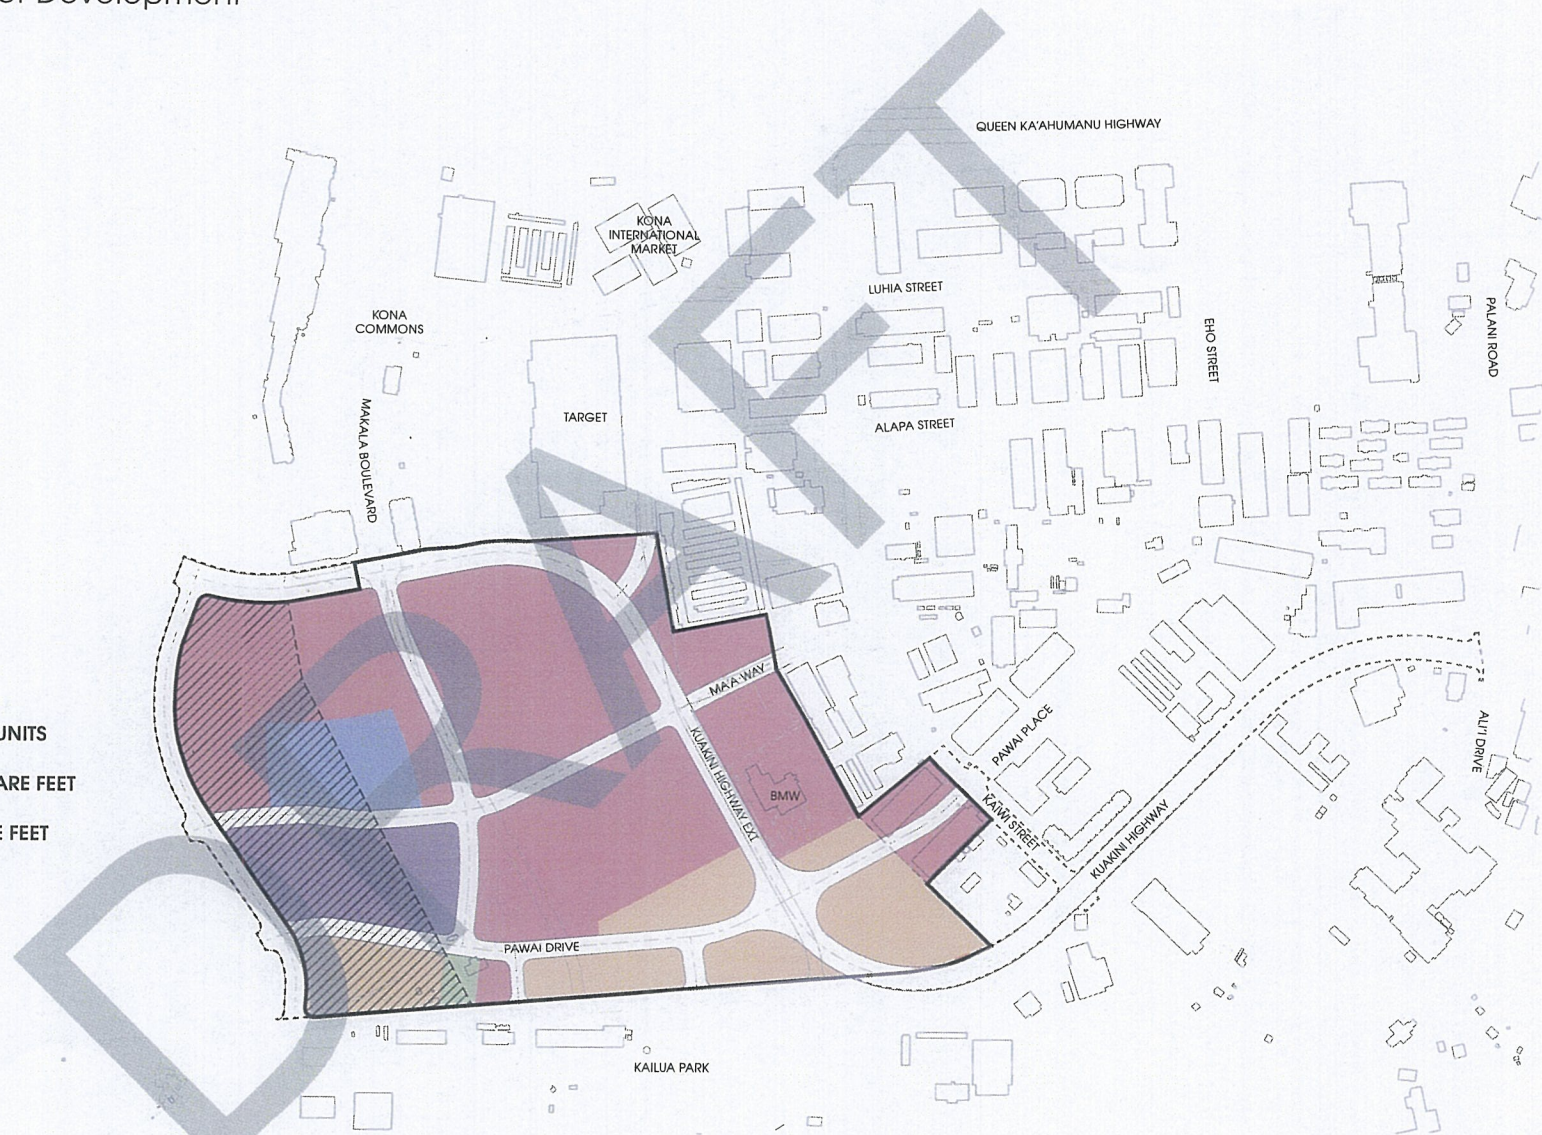 Development
QUEEN KA'AHUMANU HIGHWAY
KONA
INTERNATIONAL
MARKET
LUHIA STREET
KONA
COMMONS
EHO STREET
PALANI ROAD
MAKALA BOULEVARD
TARGET
ALAPA STREET
DRAFT
MA'A WAY
UNITS
PAWAI PLACE
ALI'I DRIVE
KUAKINI HIGHWAY EXT
BMW
KAIWI STREET
KUAKINI HIGHWAY
FEET
FEET
PAWAI DRIVE
KAILUA PARK